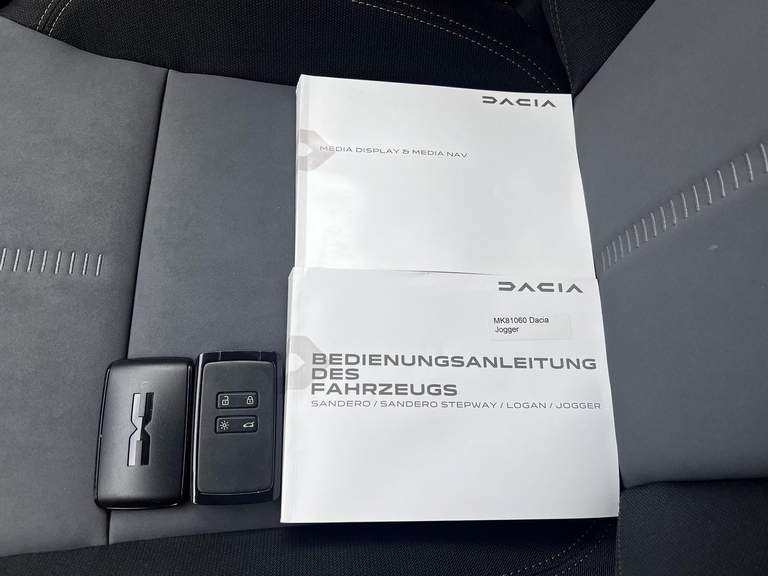 DACIA
MEDIA DISPLAY & MEDIA NAV
DACIA
MK81060 Dacia
Jogger
BEDIENUNGSANLEITUNG
DES
FAHRZEUGS
SANDERO / SANDERO STEPWAY / LOGAN / JOGGER